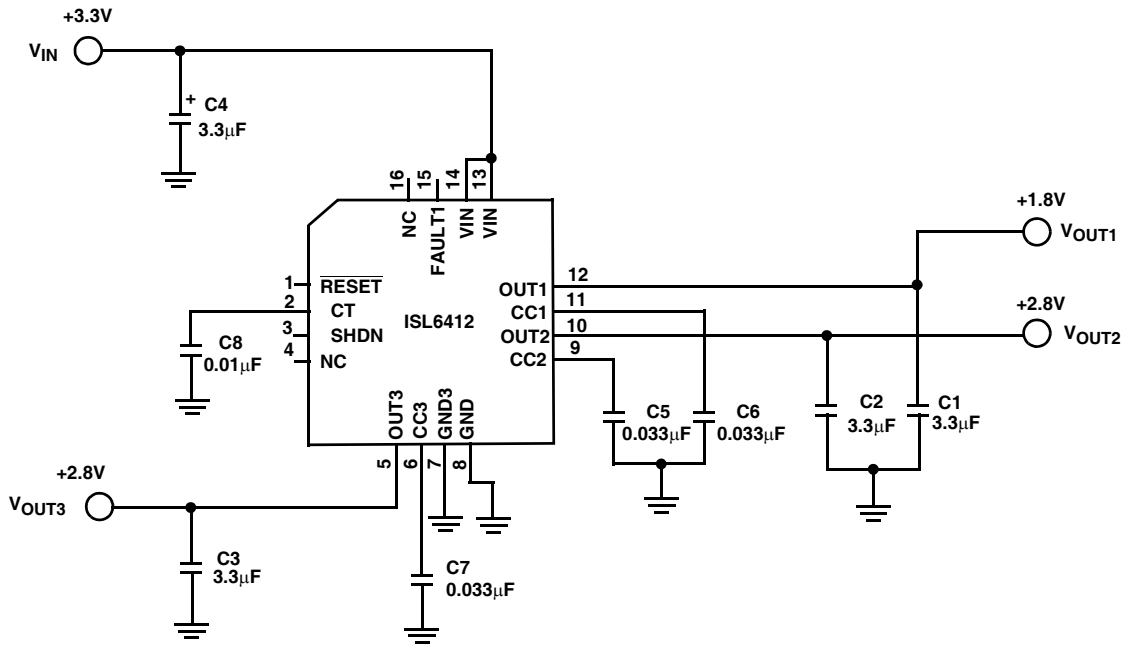 +3.3V
VIN
+
C4
3.3µF
16
15
14
13
NC
FAULT1
VIN
VIN
+1.8V
VOUT1
1
RESET
2
CT
3
SHDN
4
NC
ISL6412
OUT1
12
CC1
11
OUT2
10
CC2
9
+2.8V
VOUT2
C8
0.01µF
OUT3
CC3
GND3
GND
5
6
7
8
C5
0.033µF
C6
0.033µF
C2
3.3µF
C1
3.3µF
+2.8V
VOUT3
C3
3.3µF
C7
0.033µF